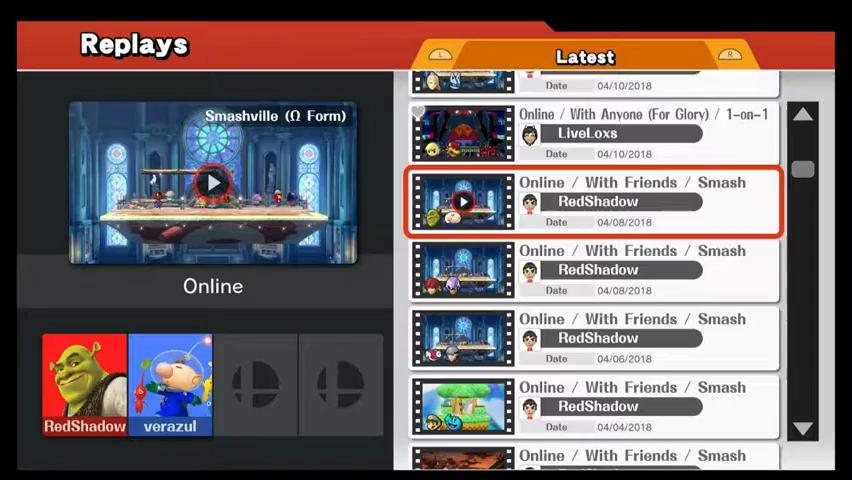 Replays
L
Latest
R
Smashville (Ω Form)
Online
RedShadow
verazul
Date 04/10/2018
Online / With Anyone (For Glory) / 1-on-1
LiveLoxs
Date 04/10/2018
Online / With Friends / Smash
RedShadow
Date 04/08/2018
Online / With Friends / Smash
RedShadow
Date 04/08/2018
Online / With Friends / Smash
RedShadow
Date 04/06/2018
Online / With Friends / Smash
RedShadow
Date 04/04/2018
Online / With Friends / Smash